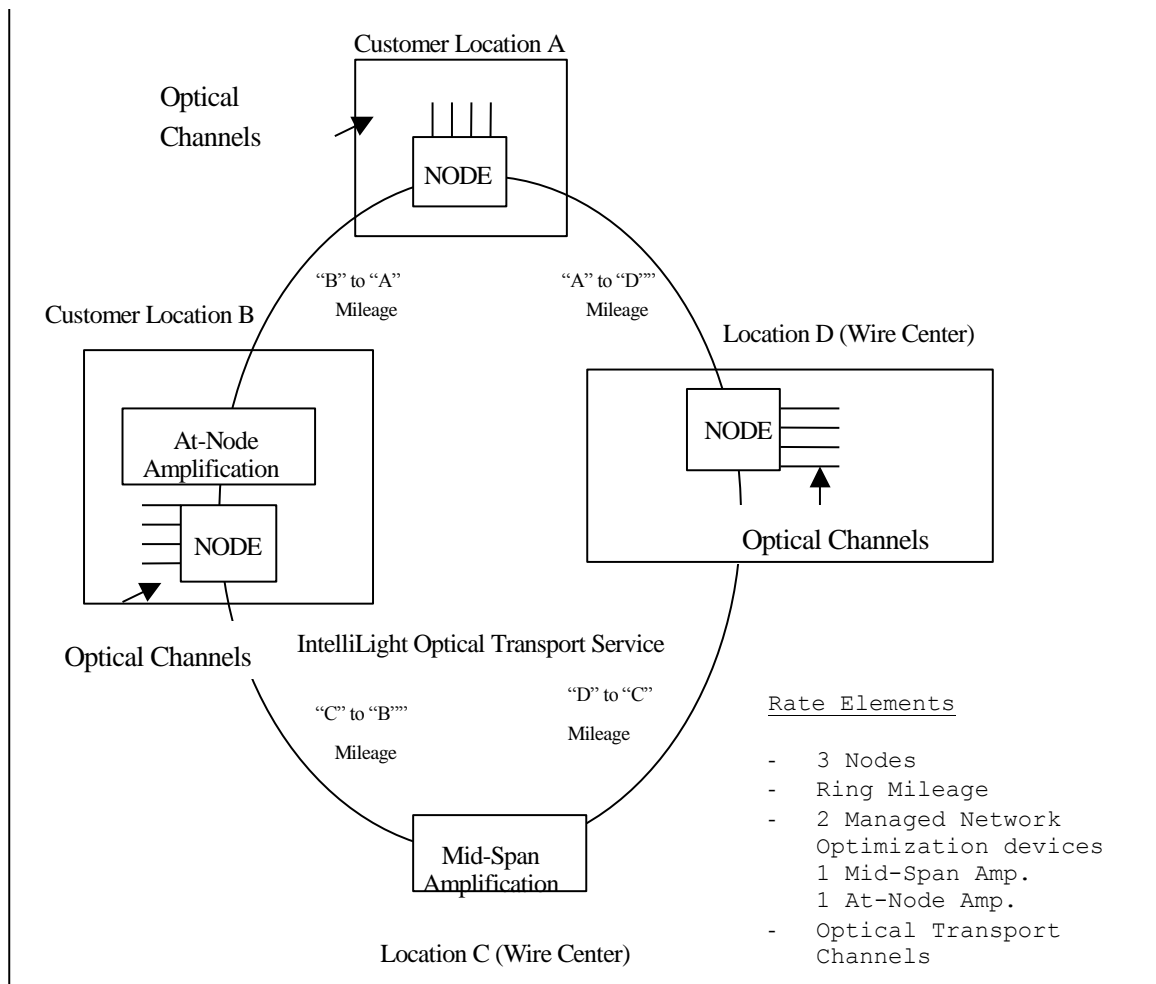 Customer Location A
Optical
Channels
NODE
“B” to “A”
Mileage
“A” to “D””
Mileage
Customer Location B
Location D (Wire Center)
At-Node
Amplification
NODE
NODE
Optical Channels
Optical Channels
IntelliLight Optical Transport Service
“C” to “B””
Mileage
“D” to “C”
Mileage
Mid-Span
Amplification
Location C (Wire Center)
Rate Elements
- 3 Nodes
- Ring Mileage
- 2 Managed Network
Optimization devices
1 Mid-Span Amp.
1 At-Node Amp.
- Optical Transport
Channels